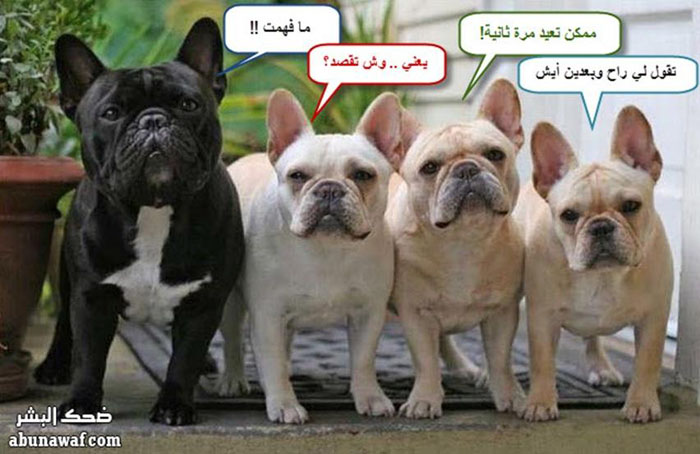 ما فهمت !!
يعني .. وش تقصد؟
ممكن تعيد مرة ثانية!
تقول لي راح وبعدين أيش
ضحك البشر
abunawaf.com